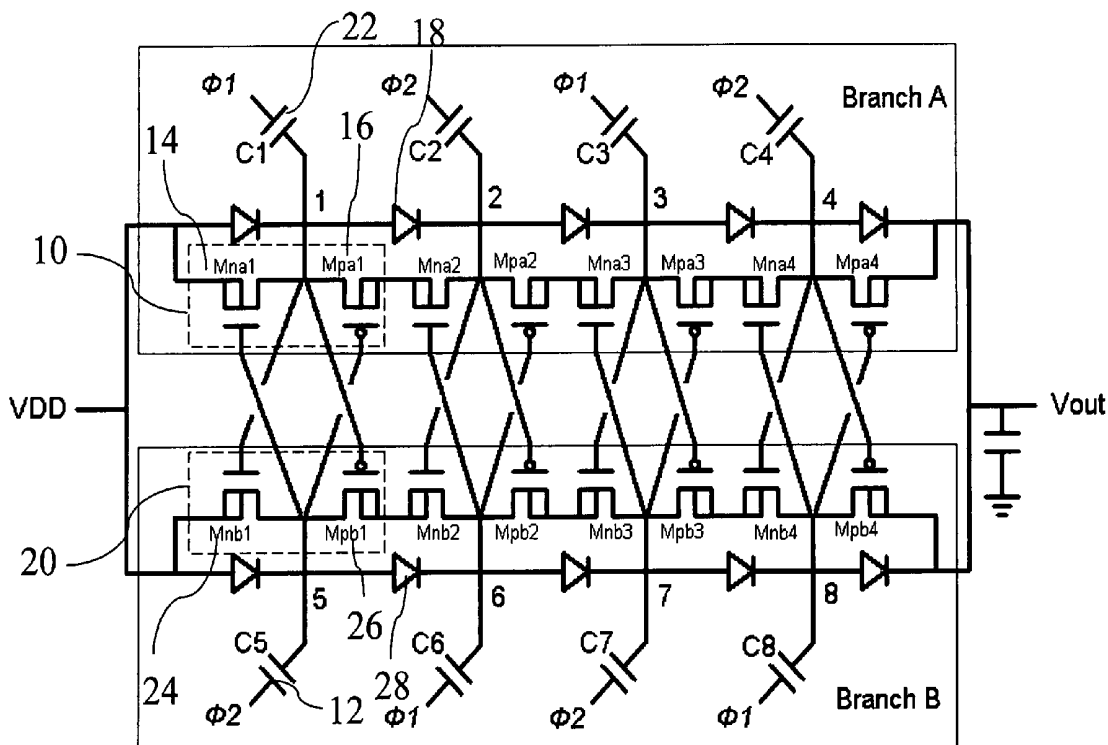 22 18
Φ1 Φ2 Φ1 Φ2 Branch A
14 C1 16 C2 C3 C4
1 2 3 4
10 Mna1 Mpa1 Mna2 Mpa2 Mna3 Mpa3 Mna4 Mpa4
VDD Vout
20 Mnb1 Mpb1 Mnb2 Mpb2 Mnb3 Mpb3 Mnb4 Mpb4
5 6 7 8
24 C5 26 C6 C7 C8
Φ2 12 Φ1 28 Φ2 Φ1 Branch B